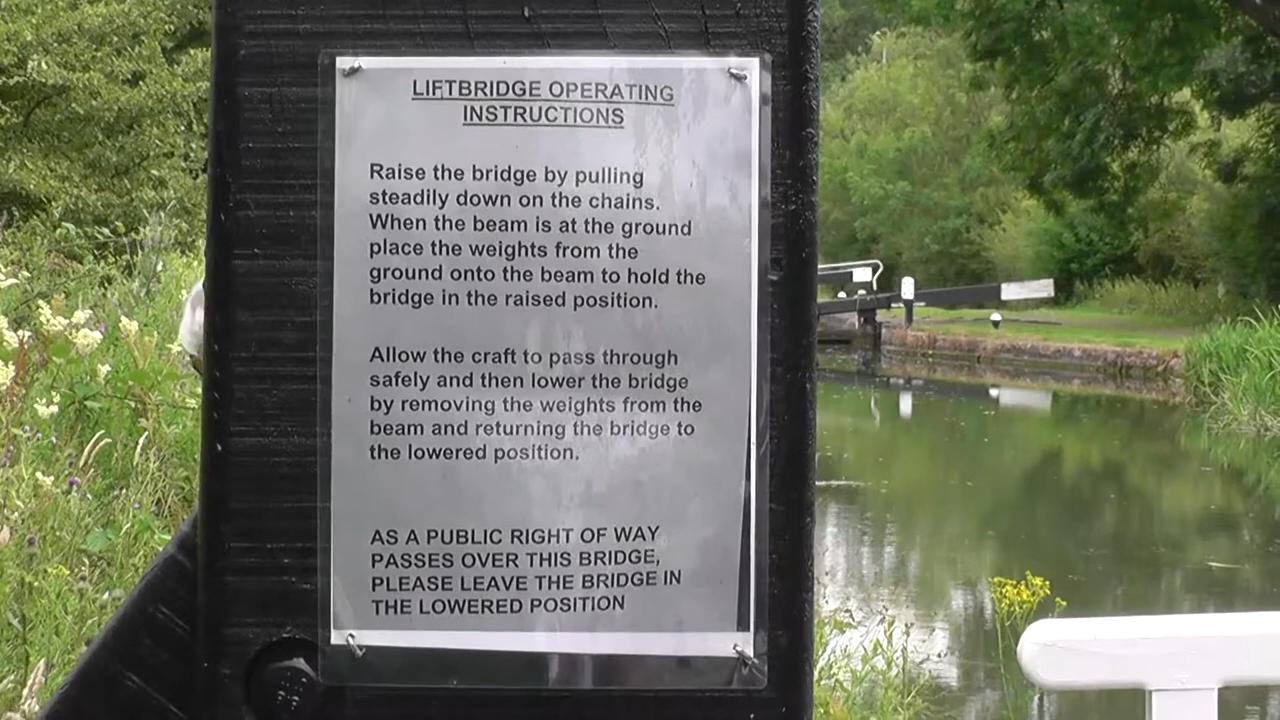 LIFTBRIDGE OPERATING
INSTRUCTIONS
Raise the bridge by pulling
steadily down on the chains.
When the beam is at the ground
place the weights from the
ground onto the beam to hold the
bridge in the raised position.
Allow the craft to pass through
safely and then lower the bridge
by removing the weights from the
beam and returning the bridge to
the lowered position.
AS A PUBLIC RIGHT OF WAY
PASSES OVER THIS BRIDGE,
PLEASE LEAVE THE BRIDGE IN
THE LOWERED POSITION